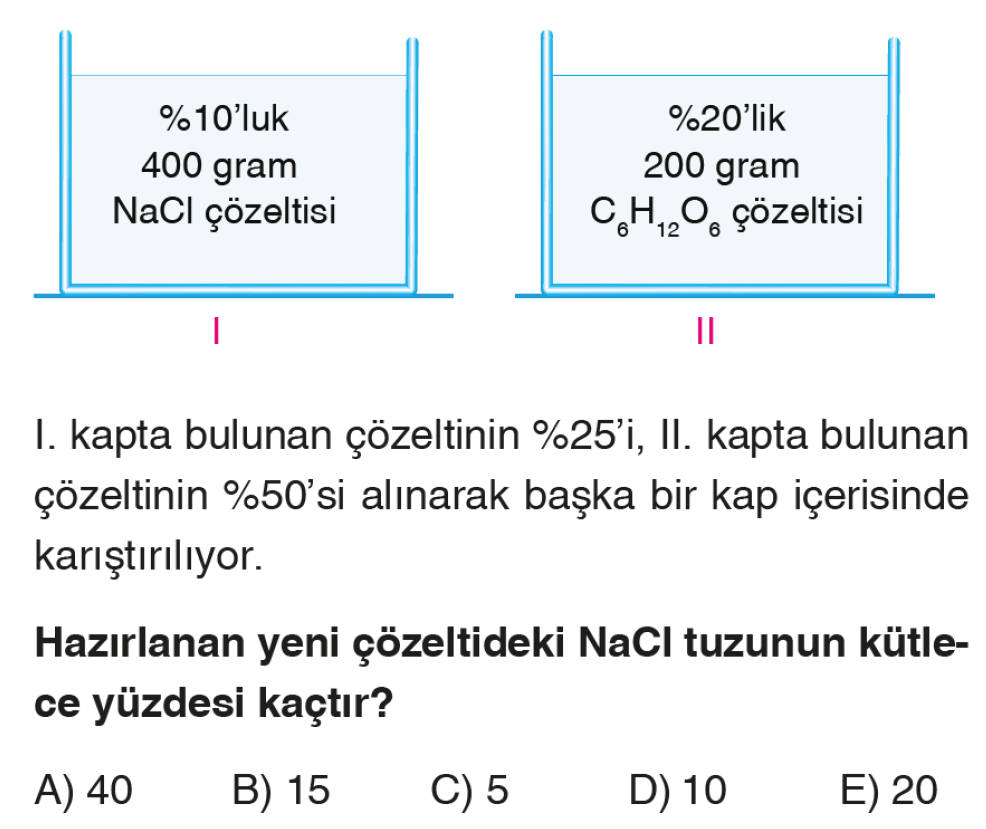 %10'luk
400 gram
NaCl çözeltisi
%20'lik
200 gram
C₆H₁₂O₆ çözeltisi
I
II
I. kapta bulunan çözeltinin %25'i, II. kapta bulunan
çözeltinin %50'si alınarak başka bir kap içerisinde
karıştırılıyor.
Hazırlanan yeni çözeltideki NaCl tuzunun kütle-
ce yüzdesi kaçtır?
A) 40 B) 15 C) 5 D) 10 E) 20